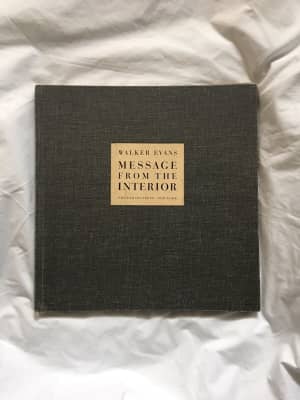 WALKER EVANS
MESSAGE
FROM THE
INTERIOR